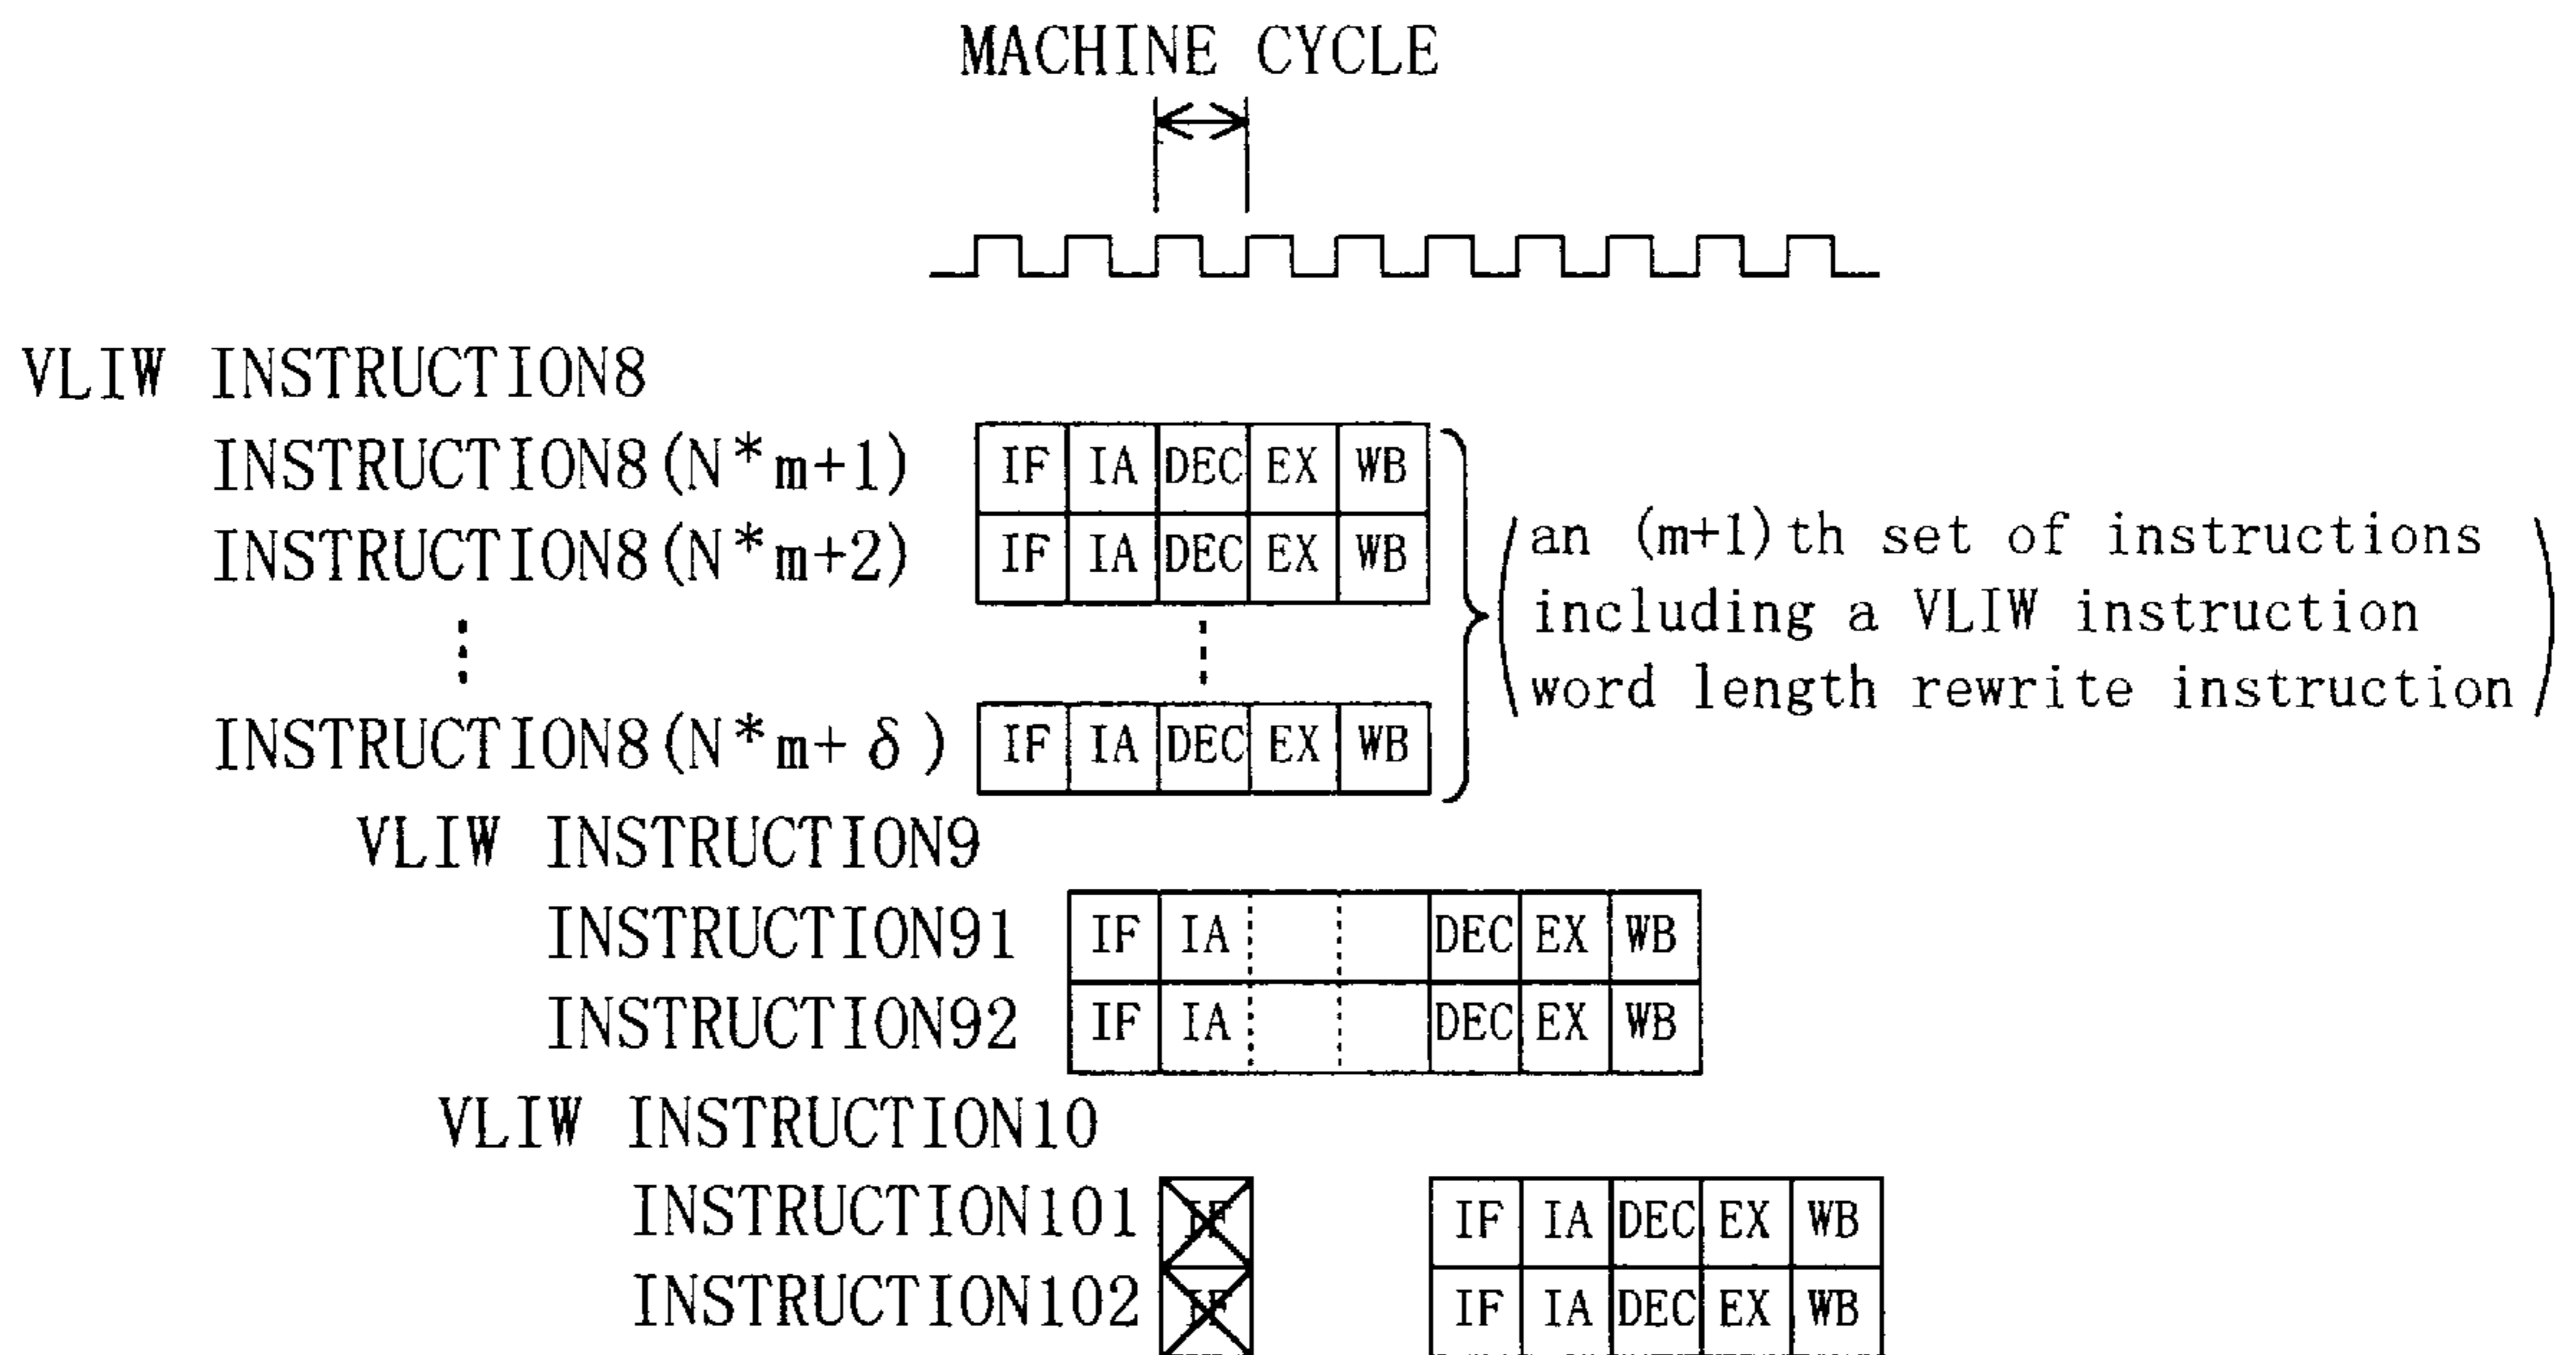 MACHINE CYCLE
VLIW INSTRUCTION8
INSTRUCTION8(N*m+1) IF IA DEC EX WB
INSTRUCTION8(N*m+2) IF IA DEC EX WB
an (m+1)th set of instructions
including a VLIW instruction
word length rewrite instruction
INSTRUCTION8(N*m+δ) IF IA DEC EX WB
VLIW INSTRUCTION9
INSTRUCTION91 IF IA DEC EX WB
INSTRUCTION92 IF IA DEC EX WB
VLIW INSTRUCTION10
INSTRUCTION101 IF IF IA DEC EX WB
INSTRUCTION102 IF IF IA DEC EX WB